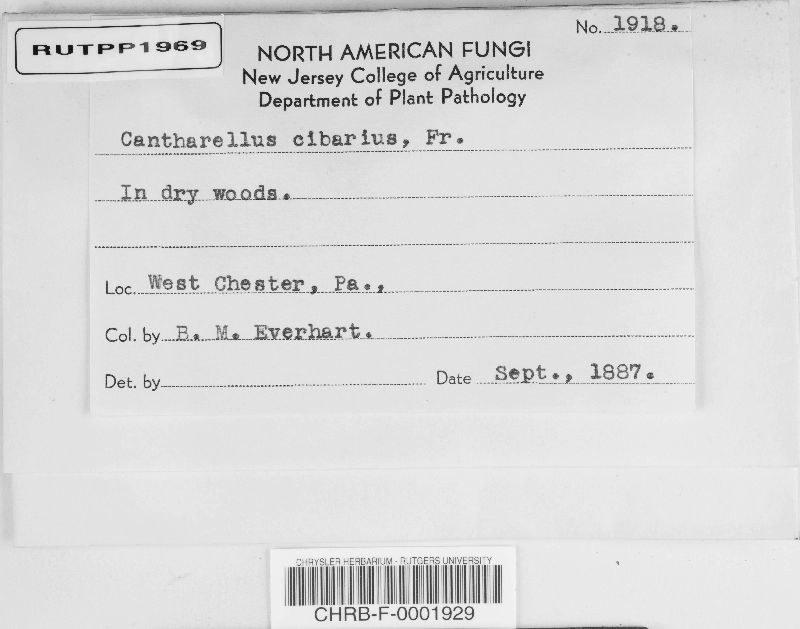 RUTPP1969
No. 1918.
NORTH AMERICAN FUNGI
New Jersey College of Agriculture
Department of Plant Pathology
Cantharellus cibarius, Fr.
In dry woods.
Loc. West Chester, Pa.,
Col. by B. M. Everhart.
Det. by
Date Sept., 1887.
CHRYSLER HERBARIUM - RUTGERS UNIVERSITY
CHRB-F-0001929